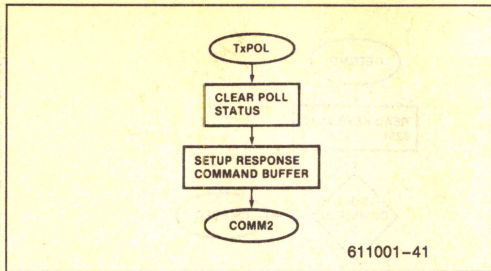 TxPOL
CLEAR POLL
STATUS
SETUP RESPONSE
COMMAND BUFFER
COMM2
611001-41